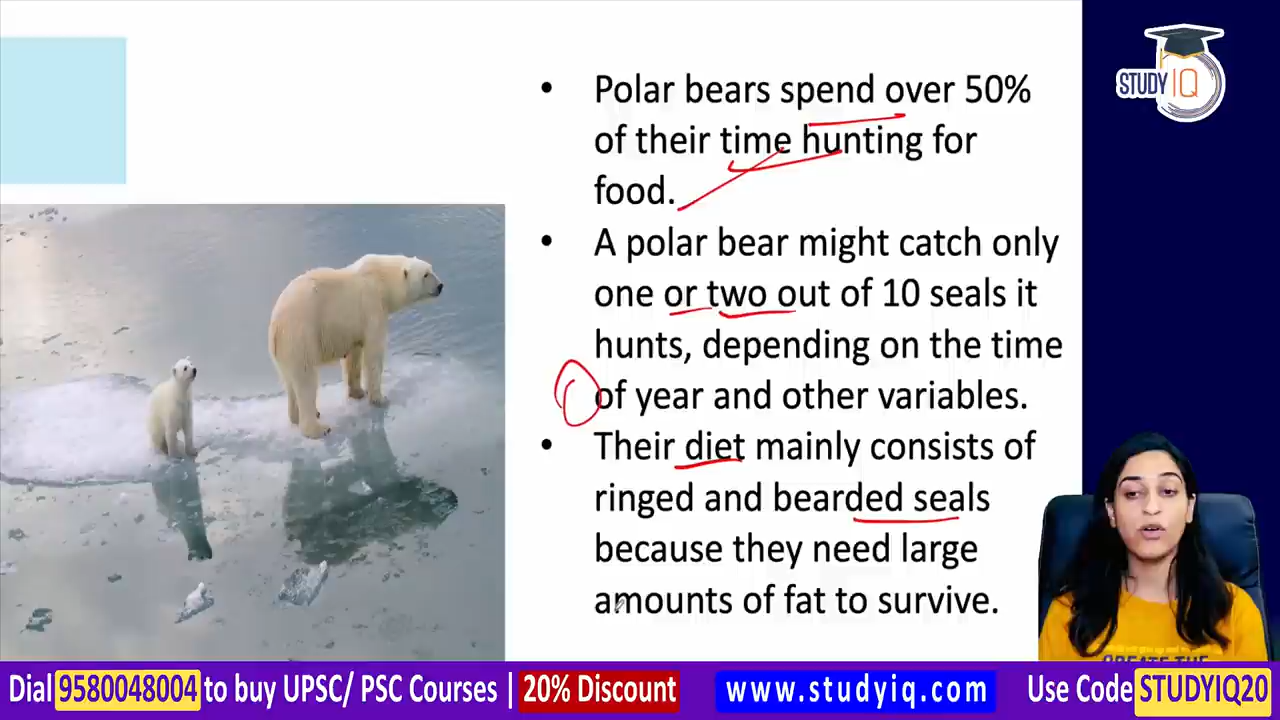 • Polar bears spend over 50%
of their time hunting for
food.
• A polar bear might catch only
one or two out of 10 seals it
hunts, depending on the time
of year and other variables.
• Their diet mainly consists of
ringed and bearded seals
because they need large
amounts of fat to survive.
STUDY IQ
CREATE THE
Dial 9580048004 to buy UPSC/ PSC Courses | 20% Discount www.studyiq.com Use Code STUDYIQ20